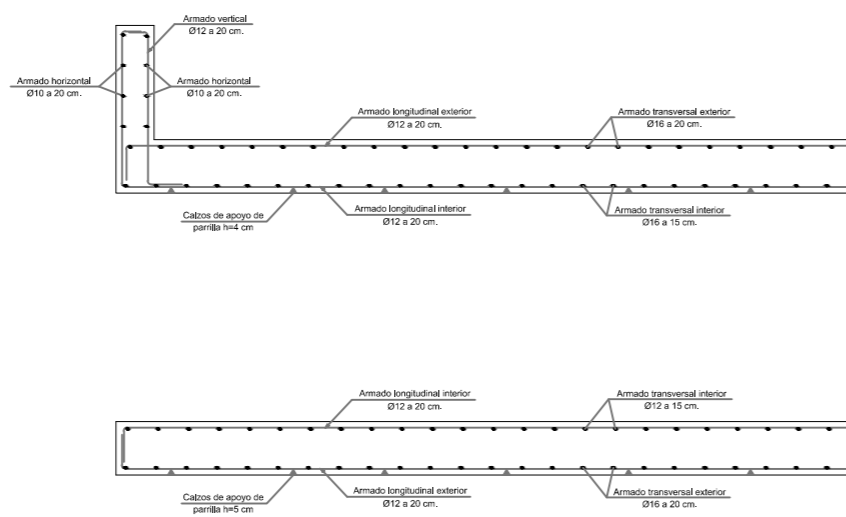 Armado vertical
Ø12 a 20 cm.
Armado horizontal
Ø10 a 20 cm.
Armado horizontal
Ø10 a 20 cm.
Armado longitudinal exterior
Ø12 a 20 cm.
Armado transversal exterior
Ø16 a 20 cm.
Calzos de apoyo de
parrilla h=4 cm
Armado longitudinal interior
Ø12 a 20 cm.
Armado transversal interior
Ø16 a 15 cm.
Armado longitudinal interior
Ø12 a 20 cm.
Armado transversal interior
Ø12 a 15 cm.
Calzos de apoyo de
parrilla h=5 cm
Armado longitudinal exterior
Ø12 a 20 cm.
Armado transversal exterior
Ø16 a 20 cm.